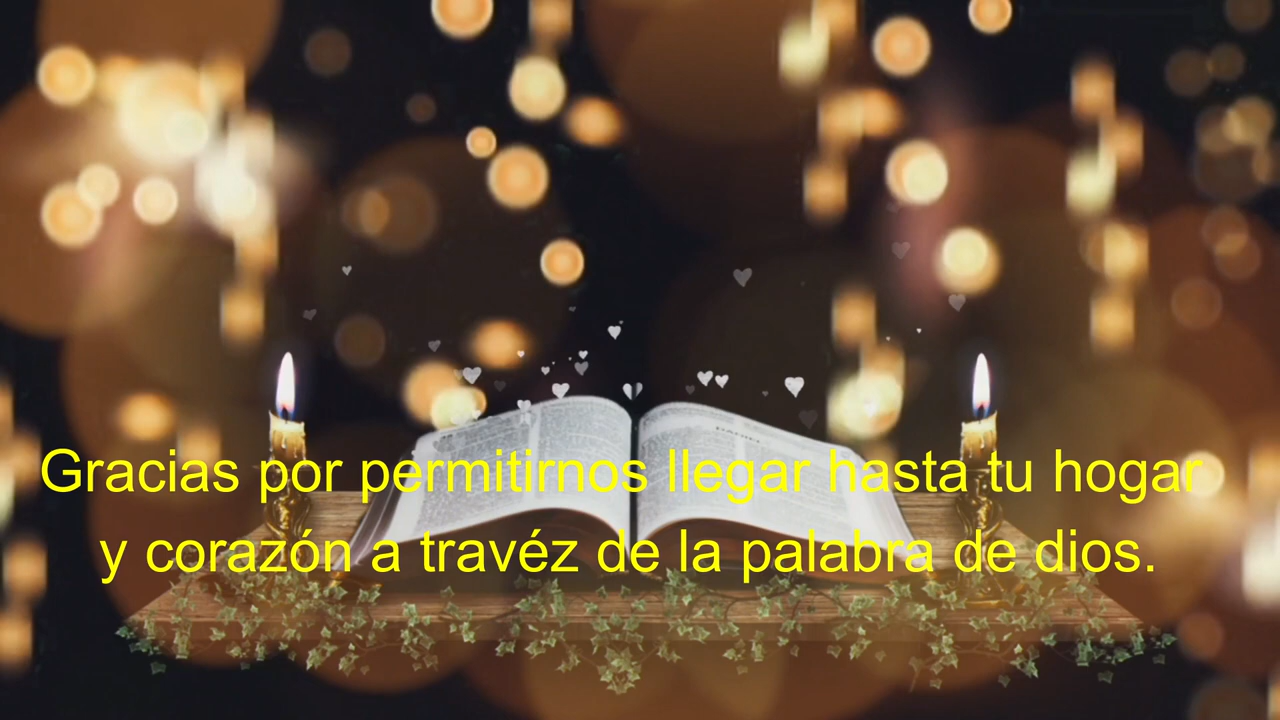 Gracias por permitirnos llegar hasta tu hogar
y corazón a travéz de la palabra de dios.